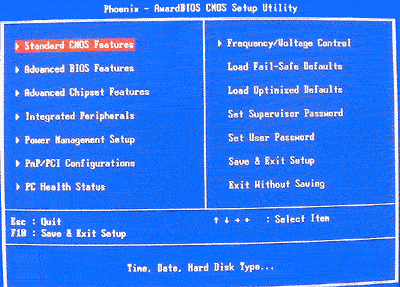 Phoenix - AwardBIOS CMOS Setup Utility
Standard CMOS Features
Advanced BIOS Features
Advanced Chipset Features
Integrated Peripherals
Power Management Setup
PnP/PCI Configurations
PC Health Status
Frequency/Voltage Control
Load Fail-Safe Defaults
Load Optimized Defaults
Set Supervisor Password
Set User Password
Save & Exit Setup
Exit Without Saving
Esc : Quit
F10 : Save & Exit Setup
↑ ↓ → ← : Select Item
Time, Date, Hard Disk Type...